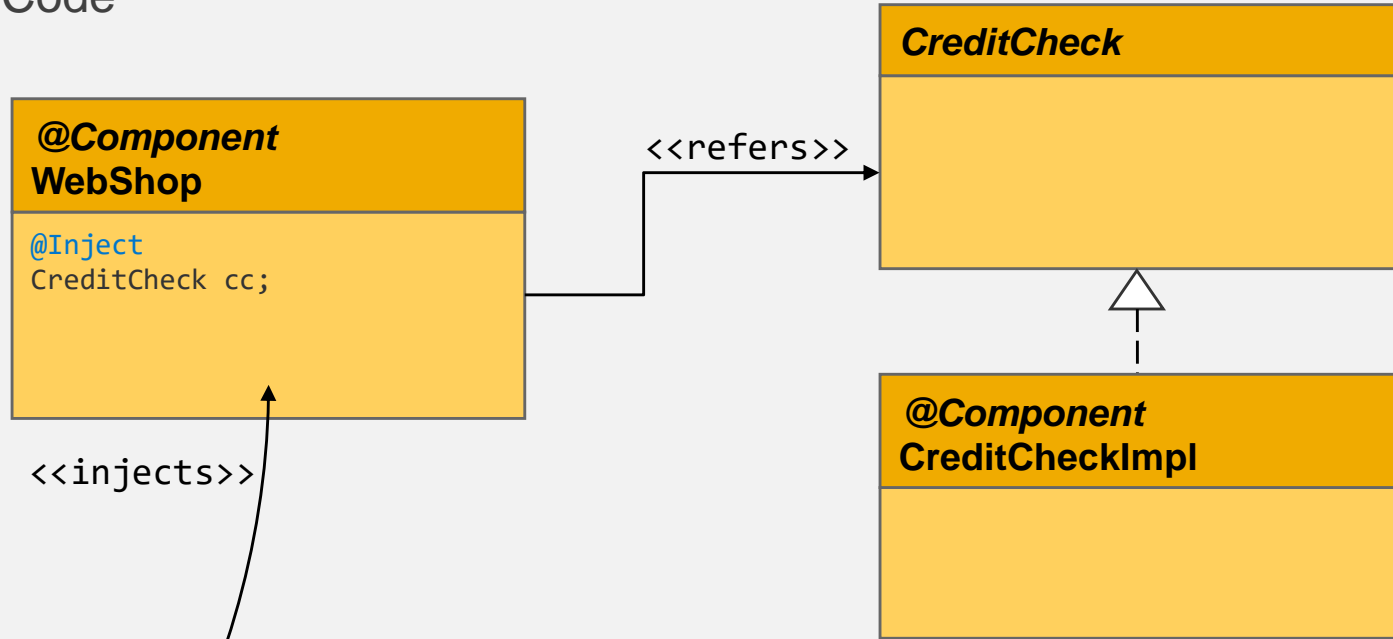 Code
@Component
WebShop
@Inject
CreditCheck cc;
<<refers>>
CreditCheck
@Component
CreditCheckImpl
<<injects>>